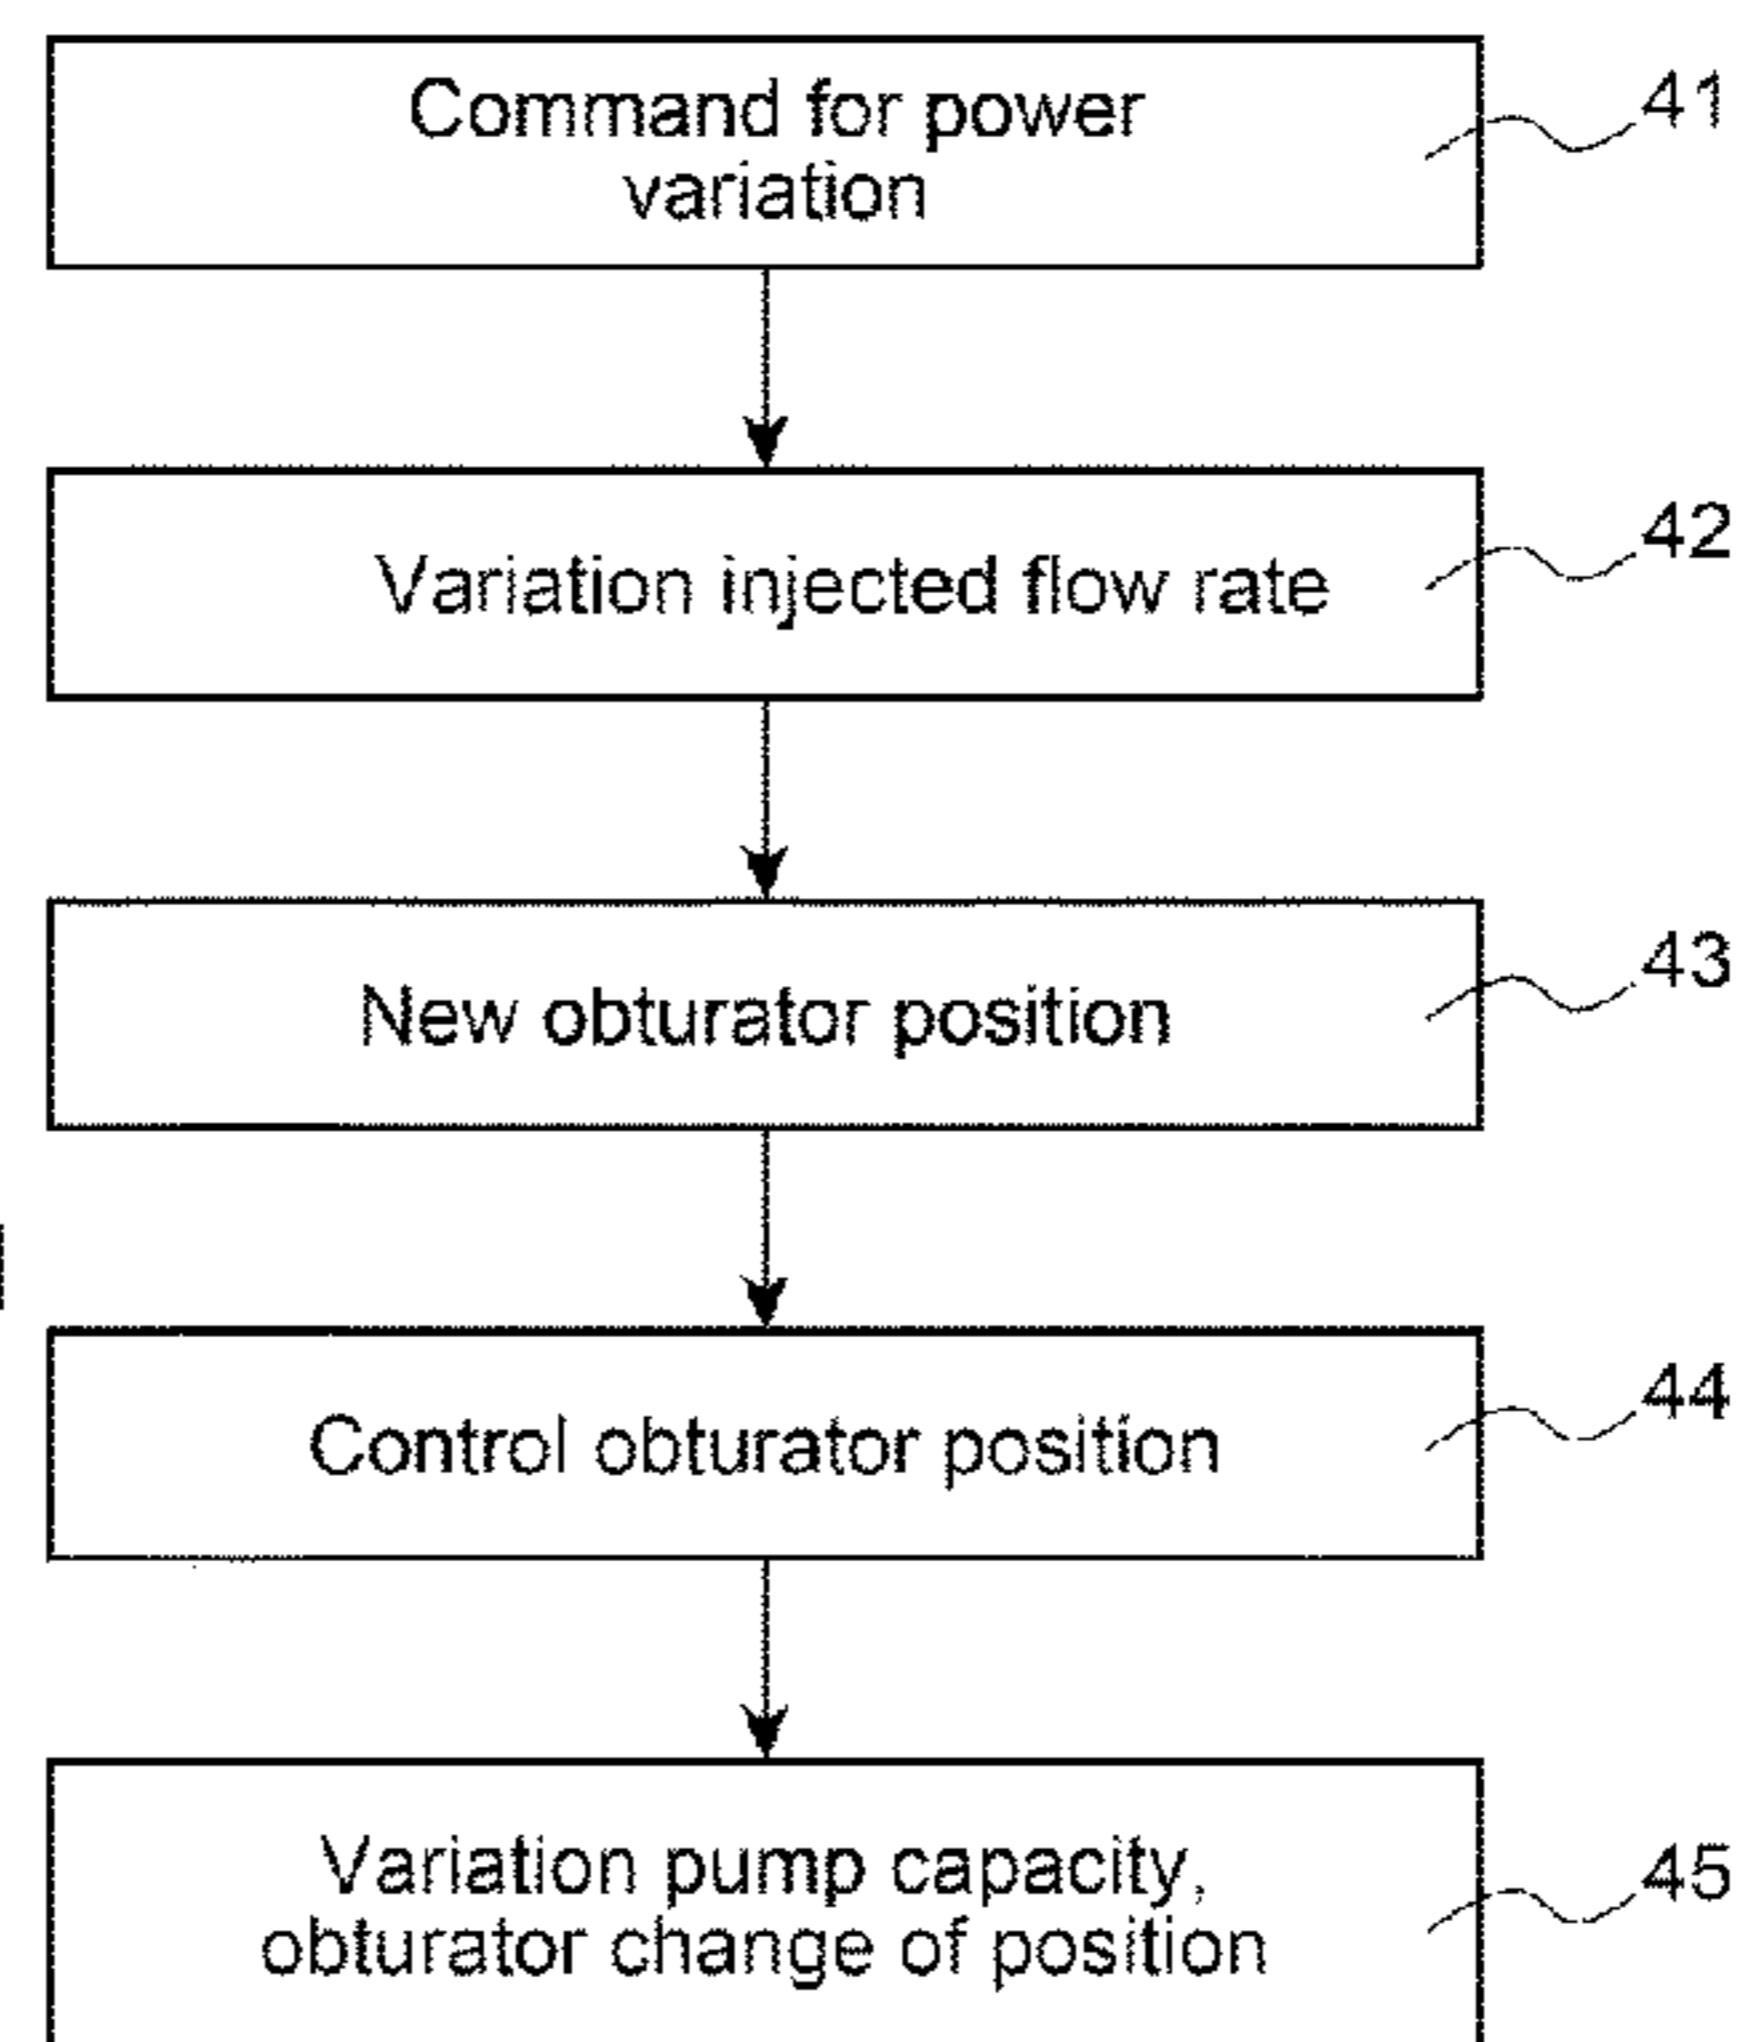 Command for power
variation
41
Variation injected flow rate
42
New obturator position
43
Control obturator position
44
Variation pump capacity,
obturator change of position
45